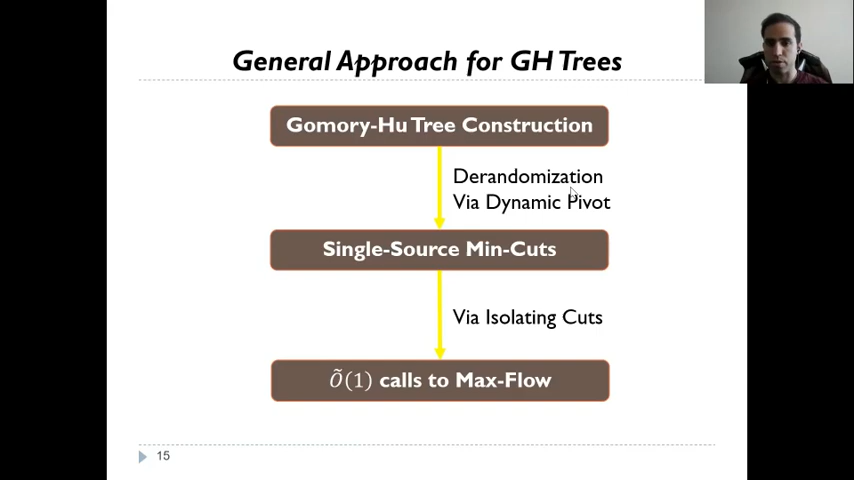 General Approach for GH Trees
Gomory-Hu Tree Construction
Derandomization
Via Dynamic Pivot
Single-Source Min-Cuts
Via Isolating Cuts
Õ(1) calls to Max-Flow
15